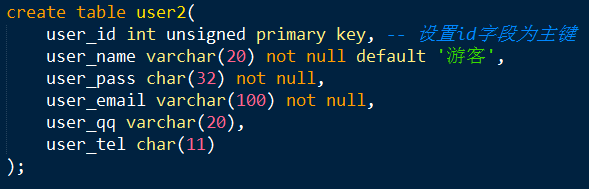 create table user2(
    user_id int unsigned primary key, -- 设置id字段为主键
    user_name varchar(20) not null default '游客',
    user_pass char(32) not null,
    user_email varchar(100) not null,
    user_qq varchar(20),
    user_tel char(11)
);